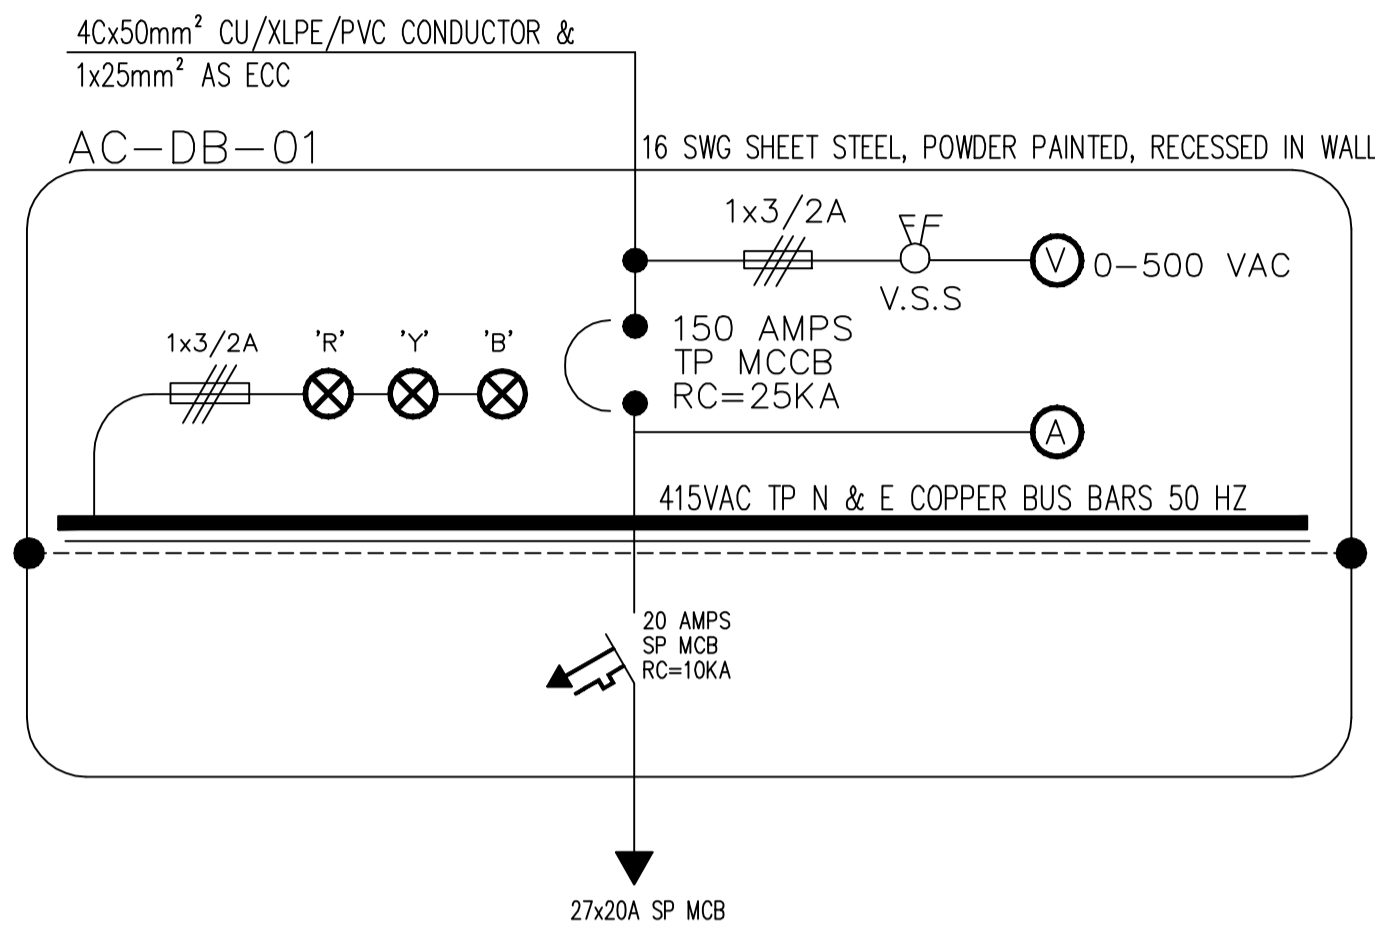 4Cx50mm² CU/XLPE/PVC CONDUCTOR &
1x25mm² AS ECC
AC-DB-01
16 SWG SHEET STEEL, POWDER PAINTED, RECESSED IN WALL
1x3/2A
V
0-500 VAC
V.S.S
150 AMPS
TP MCCB
RC=25KA
1x3/2A
'R'
'Y'
'B'
A
415VAC TP N & E COPPER BUS BARS 50 HZ
20 AMPS
SP MCB
RC=10KA
27x20A SP MCB